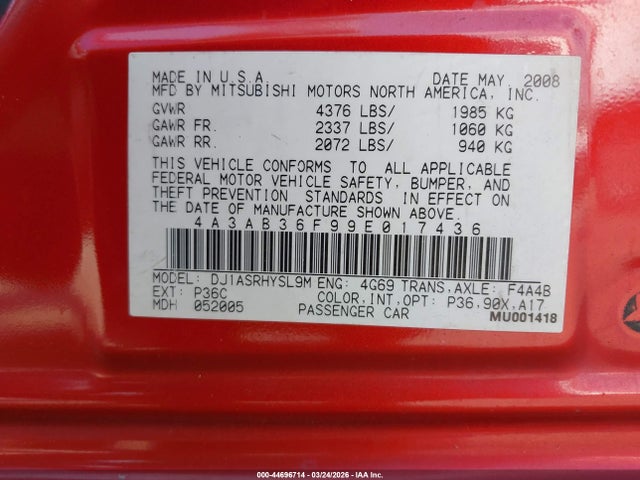 MADE IN U.S.A. DATE MAY, 2008
MFD BY MITSUBISHI MOTORS NORTH AMERICA, INC.
GVWR 4376 LBS/ 1985 KG
GAWR FR. 2337 LBS/ 1060 KG
GAWR RR. 2072 LBS/ 940 KG
THIS VEHICLE CONFORMS TO ALL APPLICABLE
FEDERAL MOTOR VEHICLE SAFETY, BUMPER, AND
THEFT PREVENTION STANDARDS IN EFFECT ON
THE DATE OF MANUFACTURE SHOWN ABOVE.
4A3AB36F99E017436
MODEL: DJ1ASRHYSL9M ENG: 4G69 TRANS,AXLE: F4A4B
EXT: P36C COLOR,INT,OPT: P36,90X,A17
MDH 052005 PASSENGER CAR MU001418
000-44696714 - 03/24/2026 - IAA Inc.